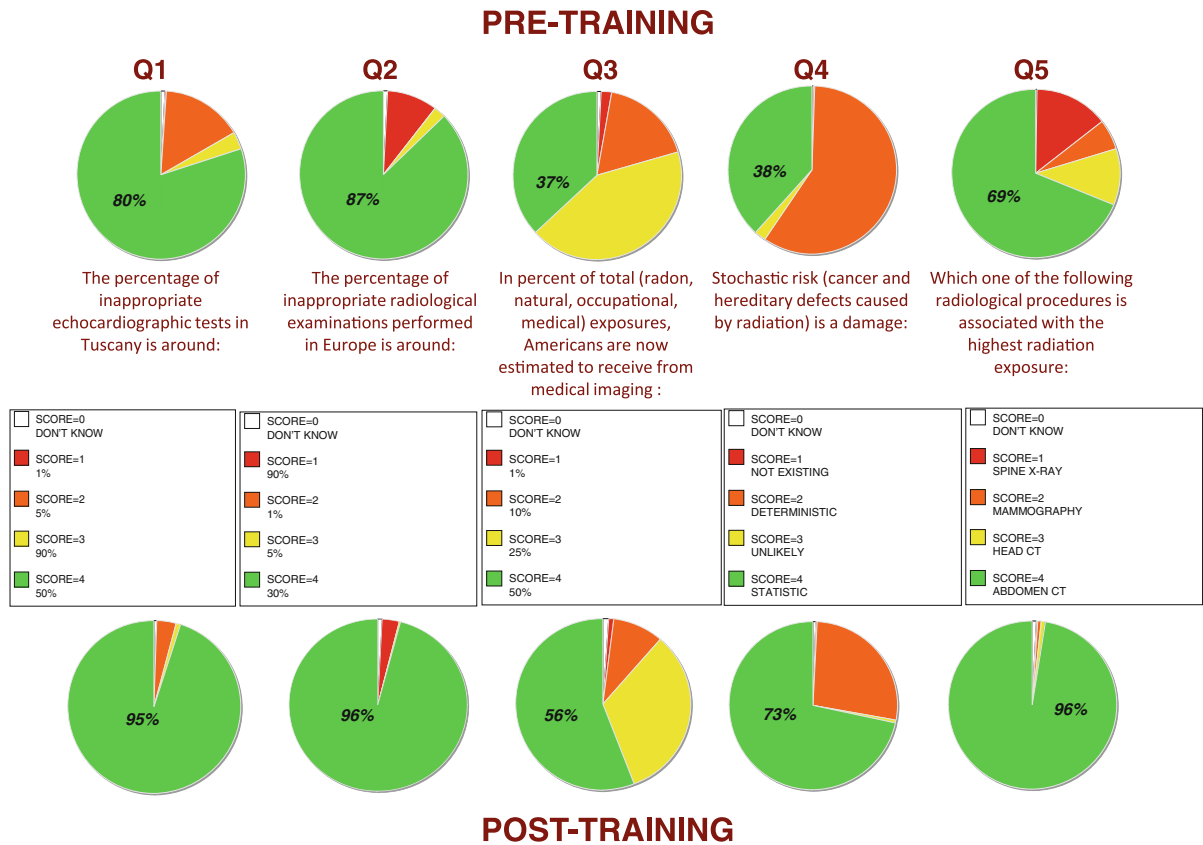 PRE-TRAINING
Q1
Q2
Q3
Q4
Q5
80%
87%
37%
38%
69%
The percentage of
inappropriate
echocardiographic tests in
Tuscany is around:
The percentage of
inappropriate radiological
examinations performed
in Europe is around:
In percent of total (radon,
natural, occupational,
medical) exposures,
Americans are now
estimated to receive from
medical imaging :
Stochastic risk (cancer and
hereditary defects caused
by radiation) is a damage:
Which one of the following
radiological procedures is
associated with the
highest radiation
exposure:
SCORE=0
DON'T KNOW
SCORE=1
1%
SCORE=2
5%
SCORE=3
90%
SCORE=4
50%
SCORE=0
DON'T KNOW
SCORE=1
90%
SCORE=2
1%
SCORE=3
5%
SCORE=4
30%
SCORE=0
DON'T KNOW
SCORE=1
1%
SCORE=2
10%
SCORE=3
25%
SCORE=4
50%
SCORE=0
DON'T KNOW
SCORE=1
NOT EXISTING
SCORE=2
DETERMINISTIC
SCORE=3
UNLIKELY
SCORE=4
STATISTIC
SCORE=0
DON'T KNOW
SCORE=1
SPINE X-RAY
SCORE=2
MAMMOGRAPHY
SCORE=3
HEAD CT
SCORE=4
ABDOMEN CT
95%
96%
56%
73%
96%
POST-TRAINING